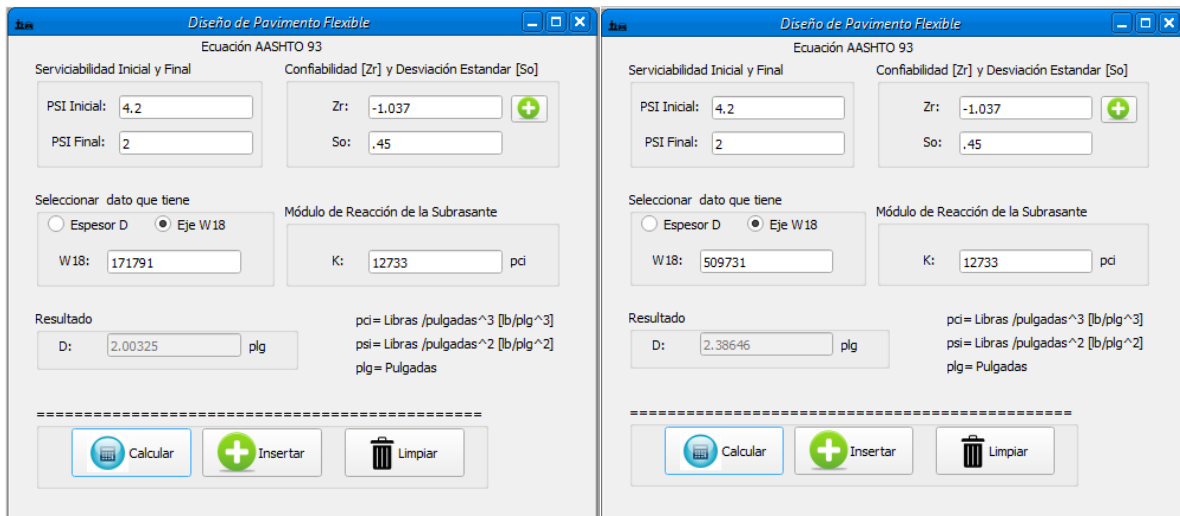 Diseño de Pavimento Flexible
Ecuación AASHTO 93
Serviciabilidad Inicial y Final
Confiabilidad [Zr] y Desviación Estandar [So]
PSI Inicial: 4.2
Zr: -1.037
PSI Final: 2
So: .45
Seleccionar dato que tiene
Espesor D Eje W18
Módulo de Reacción de la Subrasante
W18: 171791
K: 12733 pci
Resultado
D: 2.00325 plg
pci= Libras /pulgadas^3 [lb/plg^3]
psi= Libras /pulgadas^2 [lb/plg^2]
plg= Pulgadas
================================================
Calcular Insertar Limpiar
Diseño de Pavimento Flexible
Ecuación AASHTO 93
Serviciabilidad Inicial y Final
Confiabilidad [Zr] y Desviación Estandar [So]
PSI Inicial: 4.2
Zr: -1.037
PSI Final: 2
So: .45
Seleccionar dato que tiene
Espesor D Eje W18
Módulo de Reacción de la Subrasante
W18: 509731
K: 12733 pci
Resultado
D: 2.38646 plg
pci= Libras /pulgadas^3 [lb/plg^3]
psi= Libras /pulgadas^2 [lb/plg^2]
plg= Pulgadas
================================================
Calcular Insertar Limpiar